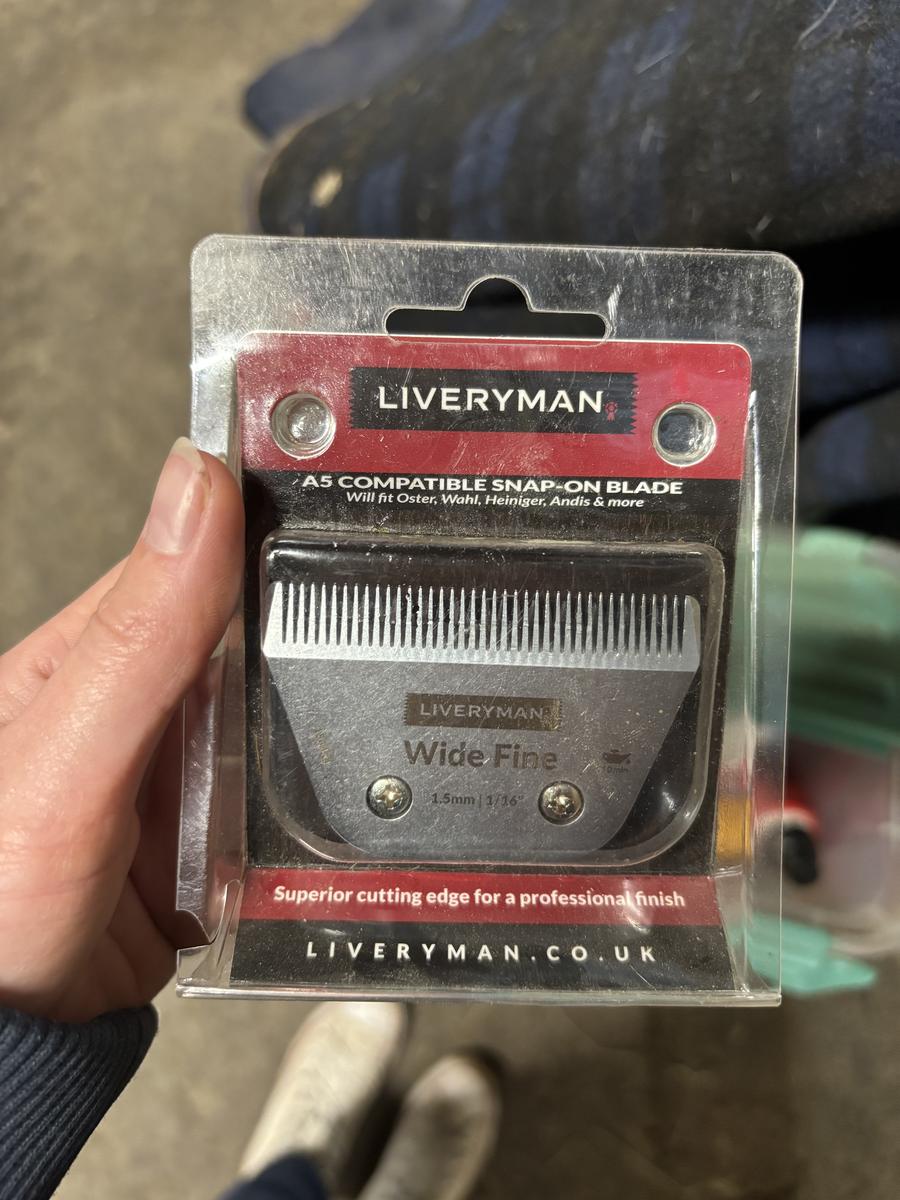 LIVERYMAN
A5 COMPATIBLE SNAP-ON BLADE
Will fit Oster, Wahl, Heiniger, Andis & more
LIVERYMAN
Wide Fine
10min
1.5mm | 1/16"
Superior cutting edge for a professional finish
LIVERYMAN.CO.UK